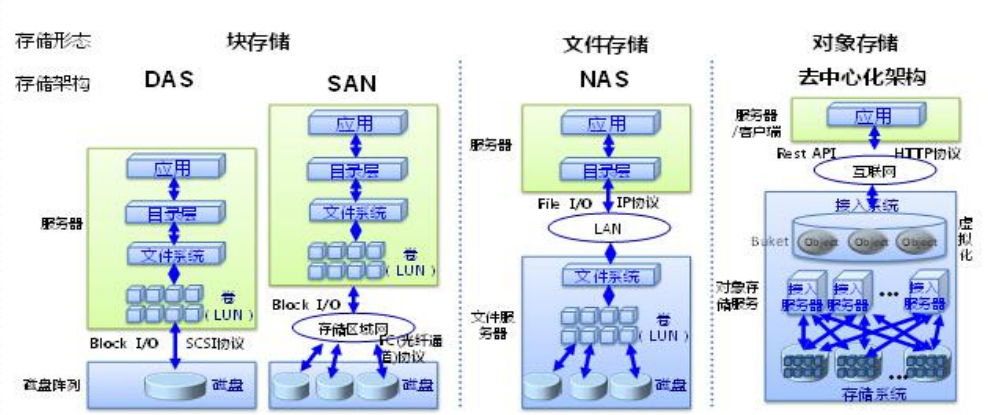 存储形态
块存储
文件存储
对象存储
存储架构
DAS
SAN
NAS
去中心化架构
服务器
应用
目录层
文件系统
卷
(LUN)
Block I/O
SCSI协议
磁盘阵列
磁盘
应用
目录层
文件系统
卷
(LUN)
Block I/O
存储区域网
FC(光纤通
道)协议
磁盘
服务器
应用
目录层
File I/O
IP协议
LAN
文件服
务器
文件系统
卷
(LUN)
磁盘
服务器
/客户端
应用
Rest API
HTTP协议
互联网
接入系统
Buket
Object
Object
Object
虚
拟
化
对象存
储服务
接入
服务器
接入
服务器
...
接入
服务器
...
存储系统